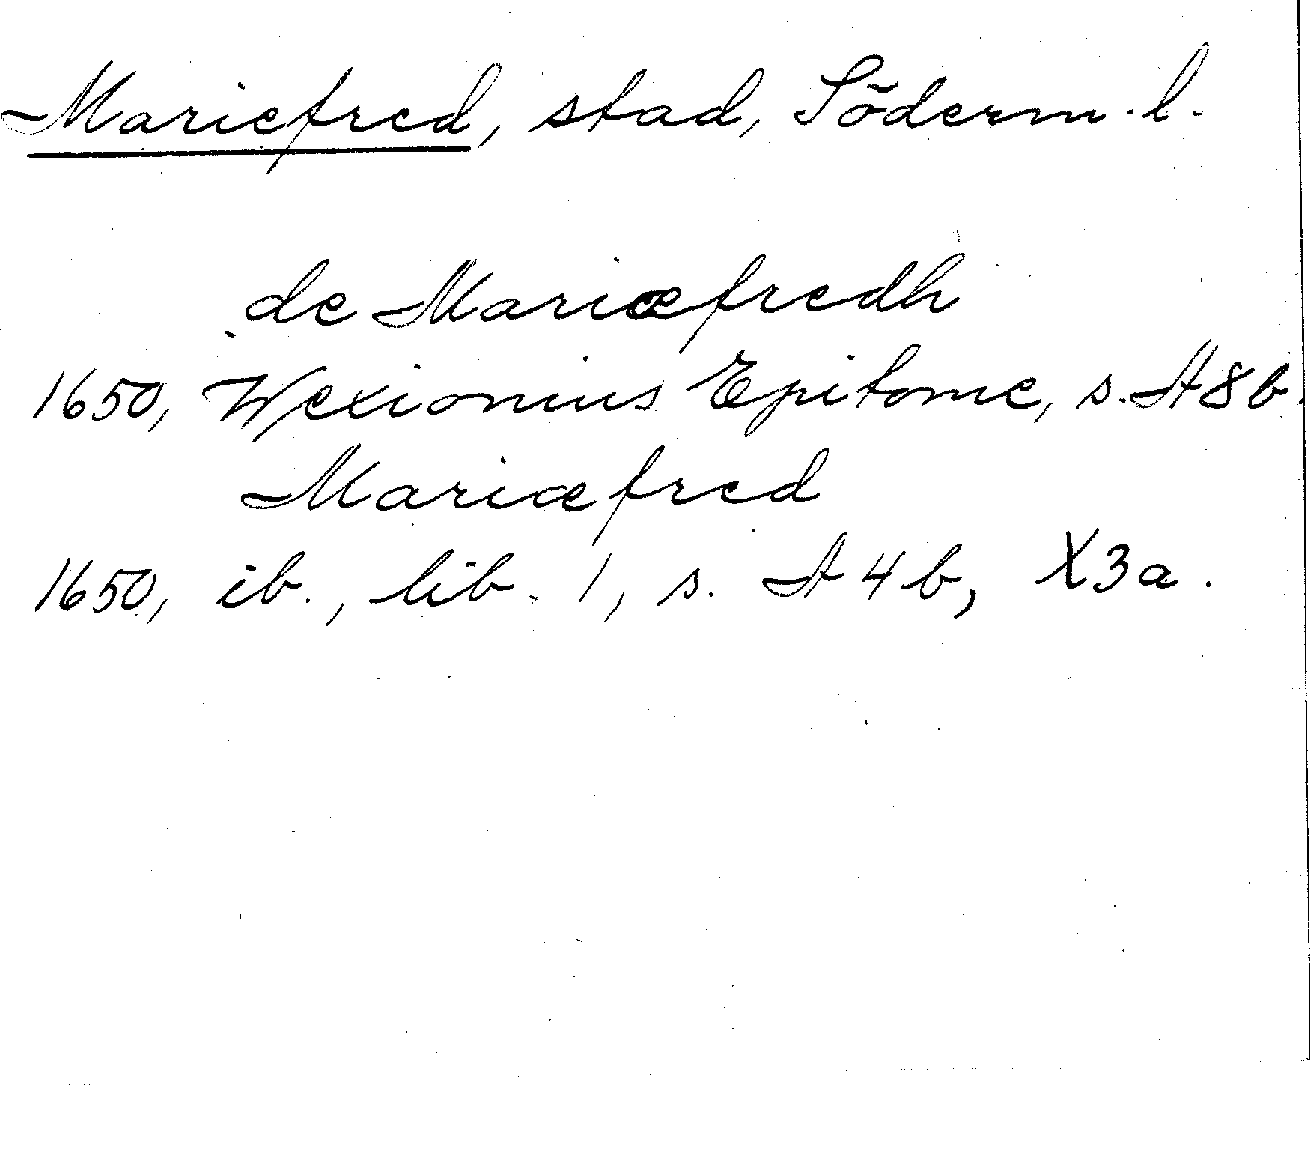 Mariefred, stad, Söderm. l.
de Mariæfredh
1650, Wexionius Epitome, s. A8b.
Mariæfred
1650, ib., lib. 1, s. A4b, X3a.